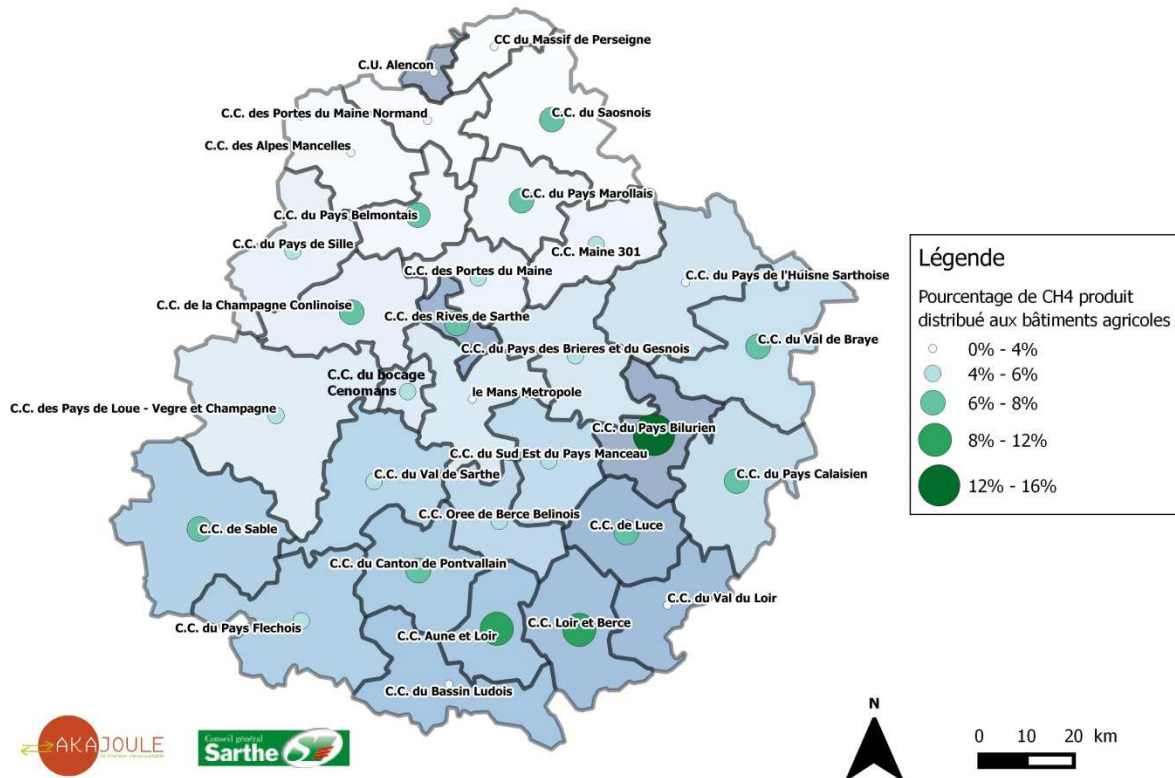 CC du Massif de Perseigne
C.U. Alencon
C.C. des Portes du Maine Normand
C.C. du Saosnois
C.C. des Alpes Mancelles
C.C. du Pays Marollais
C.C. du Pays Belmontais
C.C. du Pays de Sille
C.C. Maine 301
C.C. des Portes du Maine
C.C. du Pays de l'Huisne Sarthoise
C.C. de la Champagne Conlinoise
C.C. des Rives de Sarthe
C.C. du Val de Braye
C.C. du Pays des Brieres et du Gesnois
C.C. du bocage
Cenomans
le Mans Metropole
C.C. des Pays de Loue - Vegre et Champagne
C.C. du Pays Bilurien
C.C. du Sud Est du Pays Manceau
C.C. du Val de Sarthe
C.C. du Pays Calaisien
C.C. Oree de Berce Belinois
C.C. de Sable
C.C. de Luce
C.C. du Canton de Pontvallain
C.C. du Val du Loir
C.C. du Pays Flechois
C.C. Aune et Loir
C.C. Loir et Berce
C.C. du Bassin Ludois
Légende
Pourcentage de CH4 produit
distribué aux bâtiments agricoles
0% - 4%
4% - 6%
6% - 8%
8% - 12%
12% - 16%
AKAJOULE
Conseil général
Sarthe
N
0 10 20 km